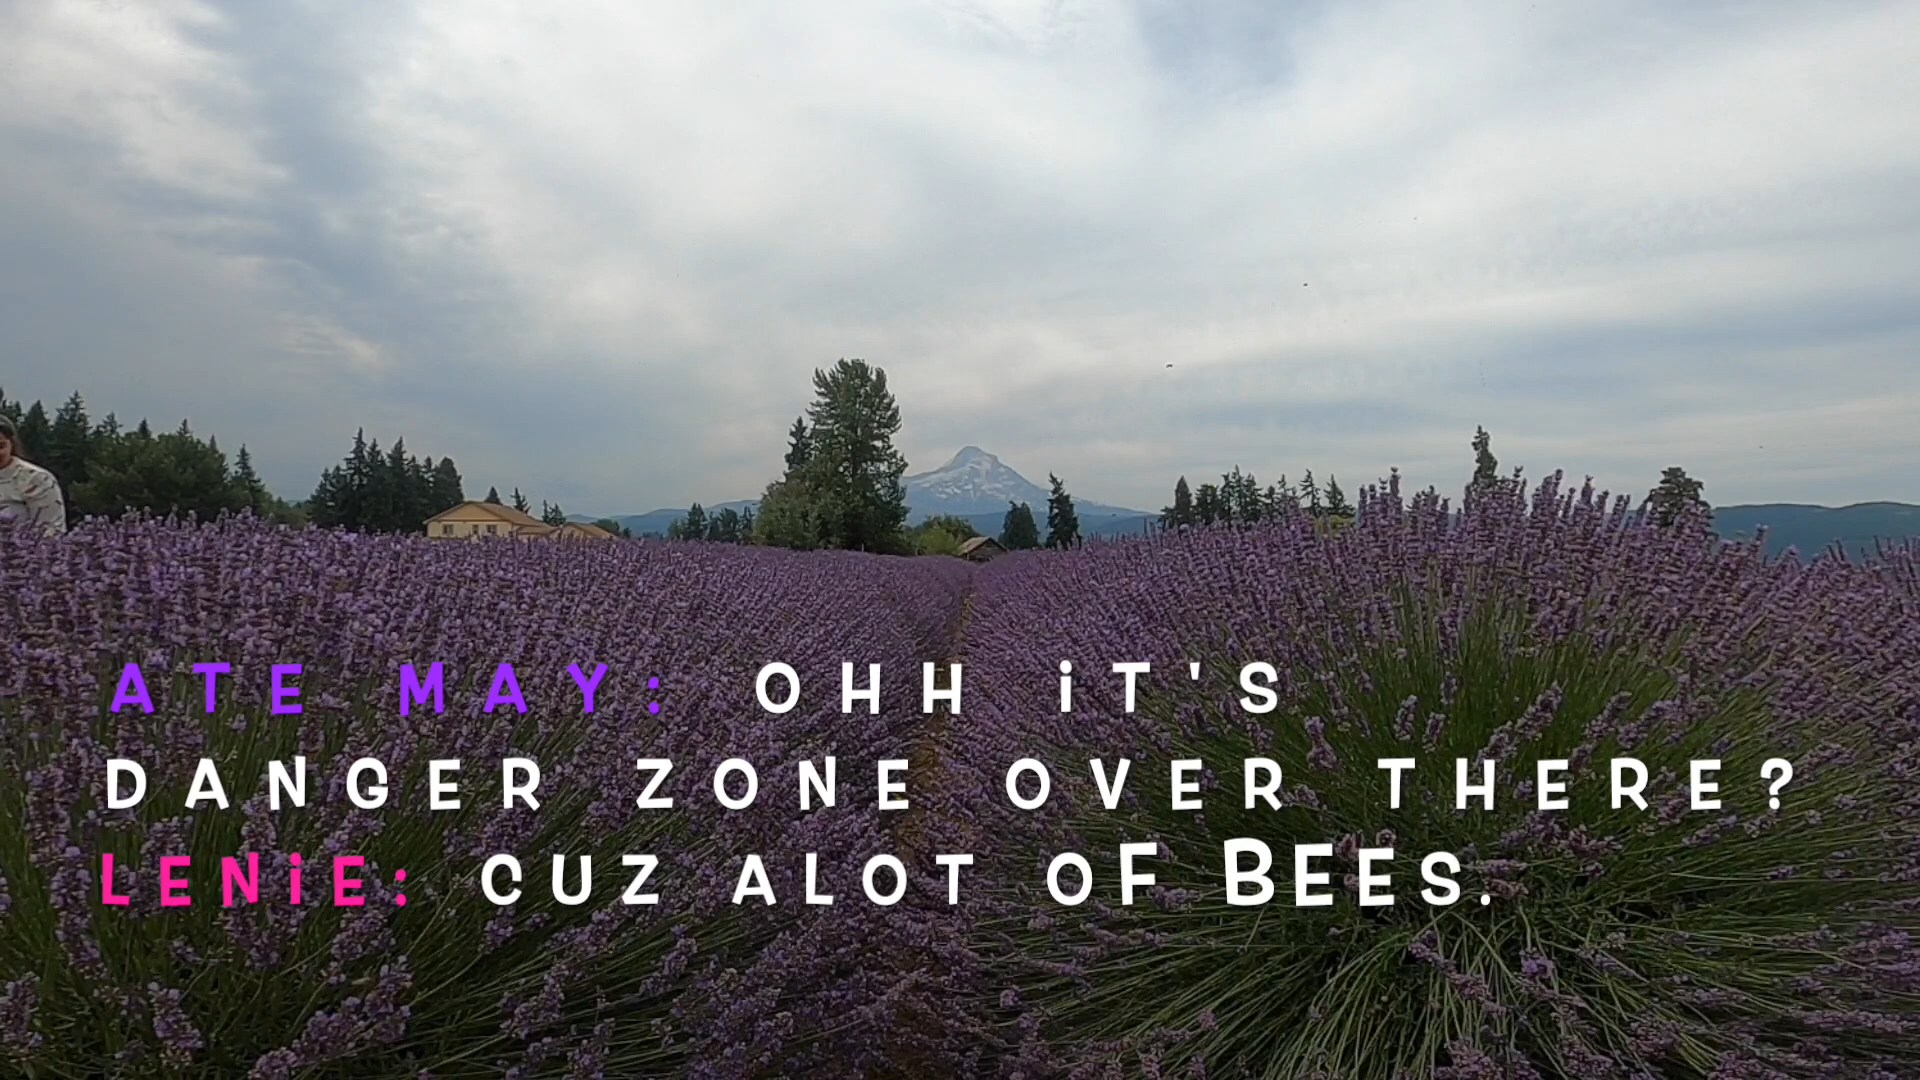 ATE MAY: OHH iT'S
DANGER ZONE OVER THERE?
LENiE: CUZ ALOT OF BEES.